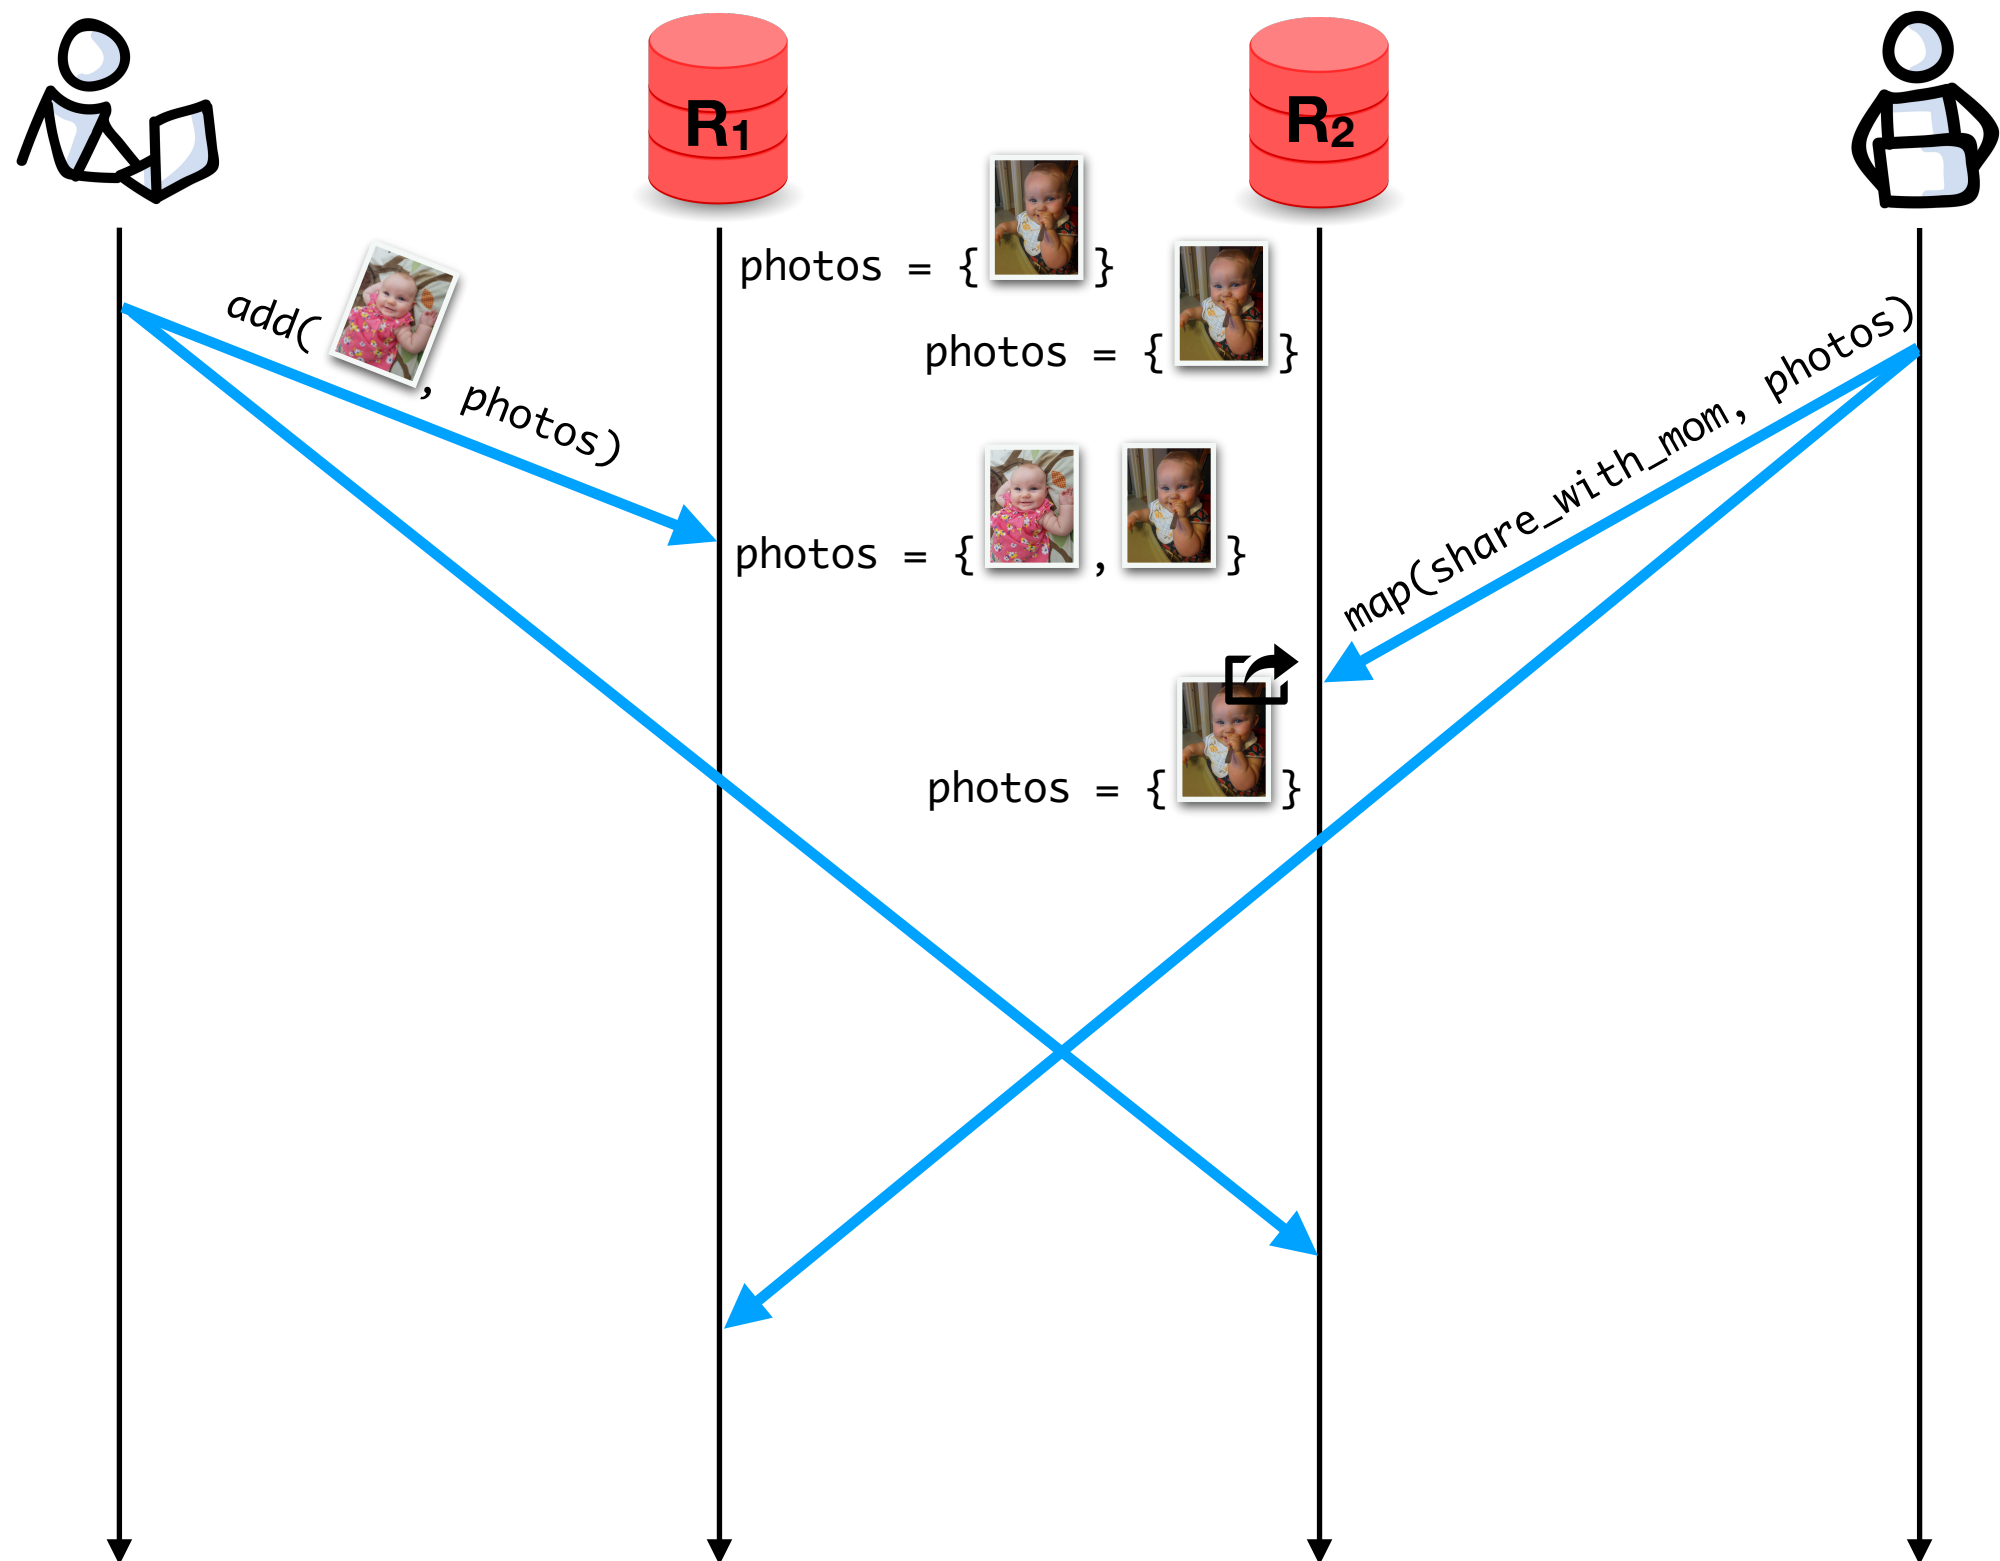 R1
R2
photos = { }
photos = { }
add( , photos)
map(share_with_mom, photos)
photos = { , }
photos = { }